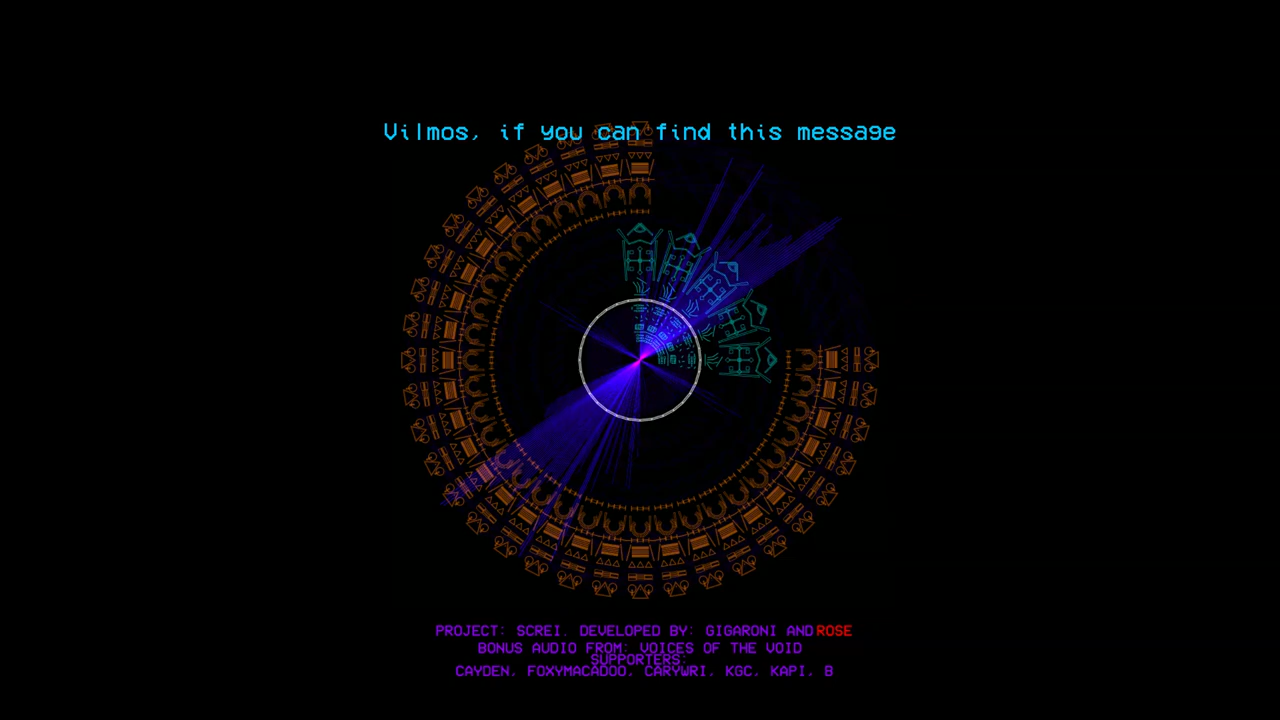 Vilmos, if you can find this message
PROJECT: SCREI. DEVELOPED BY: GIGARONI AND ROSE
BONUS AUDIO FROM: VOICES OF THE VOID
SUPPORTERS:
CAYDEN, FOXYMACADOO, CARYWRI, KGC, KAPI, B